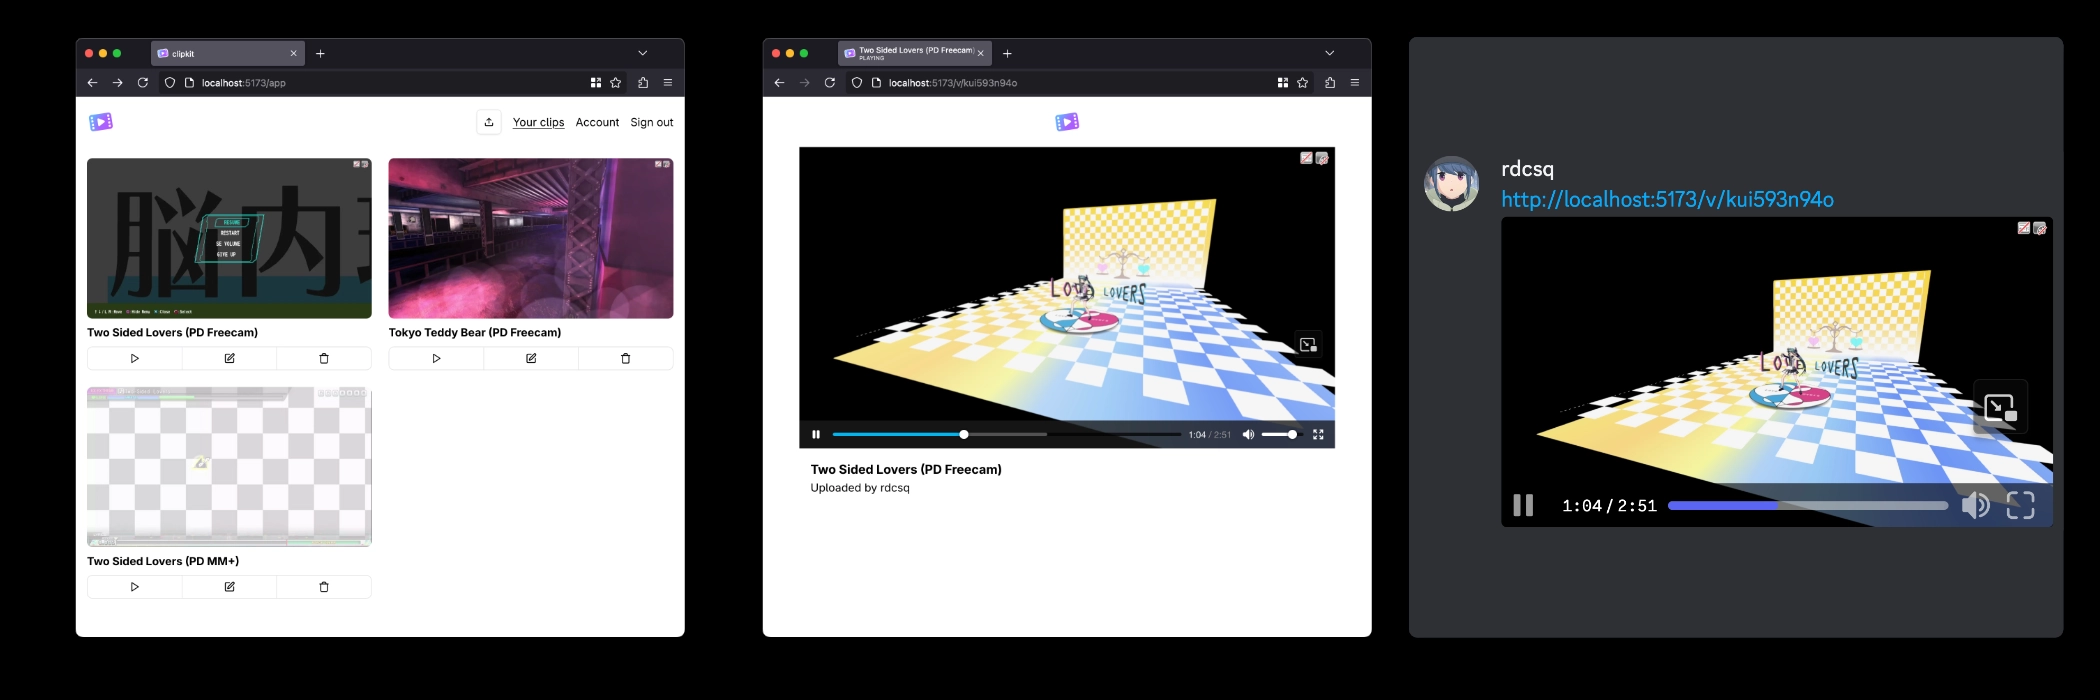 clipkit
localhost:5173/app
Your clips
Account
Sign out
脳内
RESUME
RESTART
SE VOLUME
GIVE UP
Two Sided Lovers (PD Freecam)
Tokyo Teddy Bear (PD Freecam)
Two Sided Lovers (PD MM+)
Two Sided Lovers (PD Freecam)
PLAYING
localhost:5173/v/kui593n94o
LOVE LOVERS
1:04 / 2:51
Two Sided Lovers (PD Freecam)
Uploaded by rdcsq
rdcsq
http://localhost:5173/v/kui593n94o
LOVE LOVERS
1:04 / 2:51